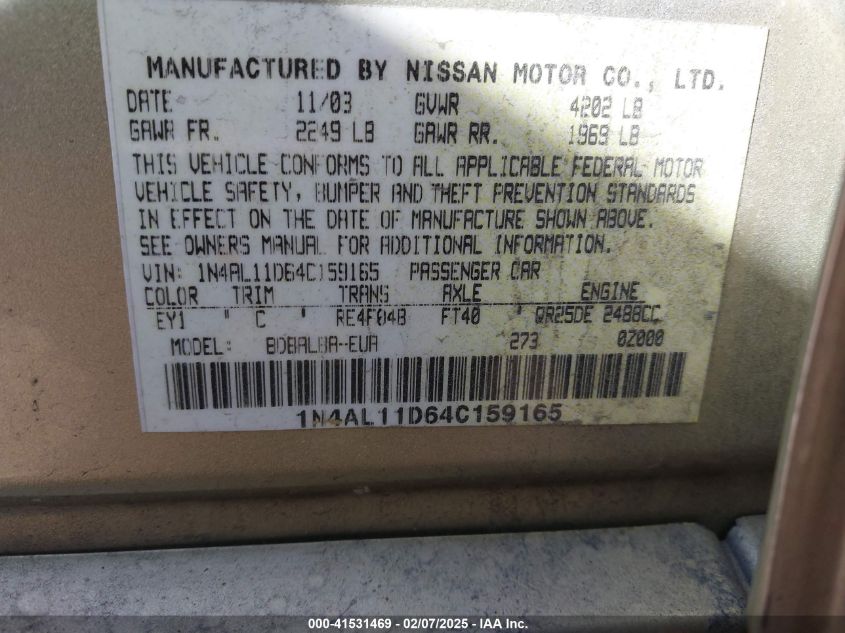 MANUFACTURED BY NISSAN MOTOR CO., LTD.
DATE 11/03 GVWR 4202 LB
GAWR FR. 2249 LB GAWR RR. 1969 LB
THIS VEHICLE CONFORMS TO ALL APPLICABLE FEDERAL MOTOR
VEHICLE SAFETY, BUMPER AND THEFT PREVENTION STANDARDS
IN EFFECT ON THE DATE OF MANUFACTURE SHOWN ABOVE.
SEE OWNERS MANUAL FOR ADDITIONAL INFORMATION.
VIN: 1N4AL11D64C159165 PASSENGER CAR
COLOR TRIM TRANS AXLE ENGINE
EY1 " C " RE4F04B FT40 " QR25DE 2488CC
MODEL: BDBALBA-EUA 273 0Z000
1N4AL11D64C159165
000-41531469 - 02/07/2025 - IAA Inc.